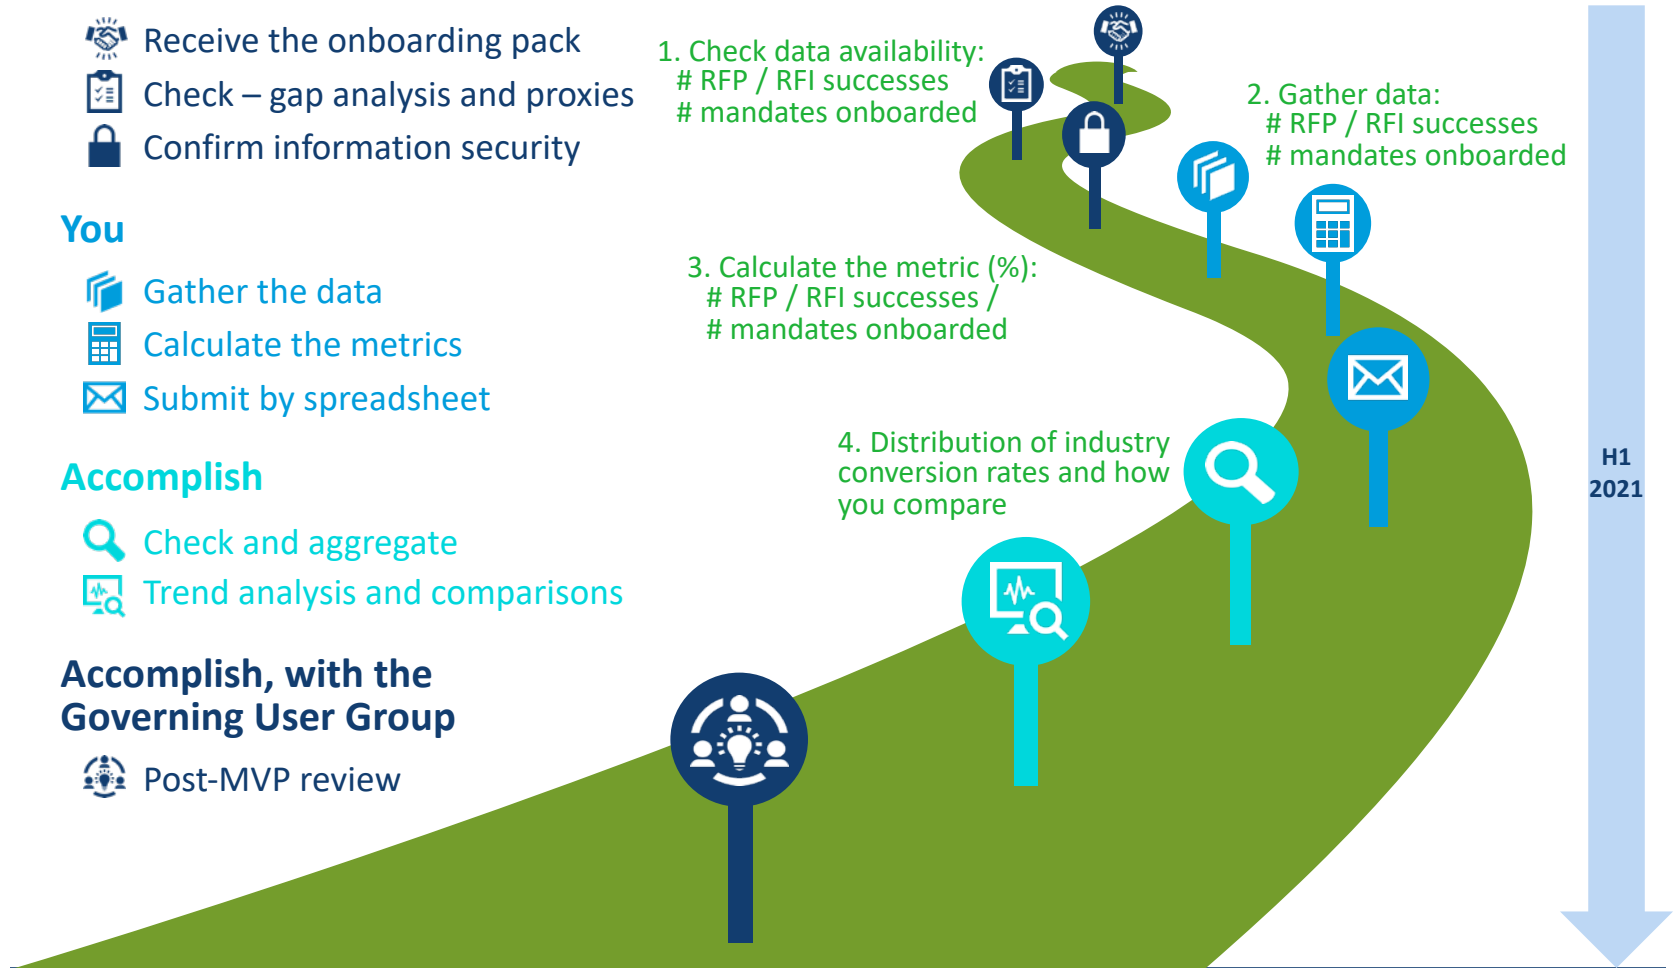 Receive the onboarding pack
Check – gap analysis and proxies
Confirm information security
You
Gather the data
Calculate the metrics
Submit by spreadsheet
Accomplish
Check and aggregate
Trend analysis and comparisons
Accomplish, with the
Governing User Group
Post-MVP review
1. Check data availability:
# RFP / RFI successes
# mandates onboarded
2. Gather data:
# RFP / RFI successes
# mandates onboarded
3. Calculate the metric (%):
# RFP / RFI successes /
# mandates onboarded
4. Distribution of industry
conversion rates and how
you compare
H1
2021